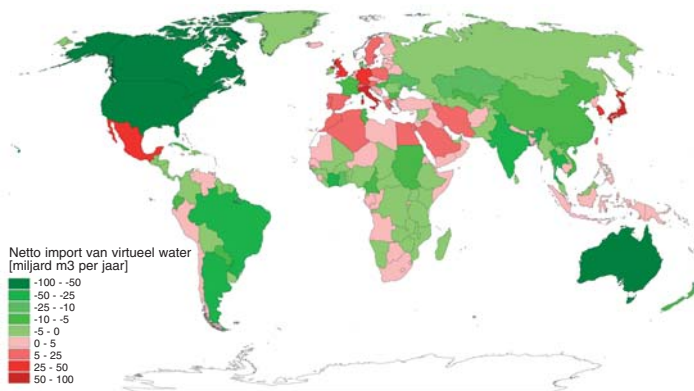 Netto import van virtueel water
[miljard m3 per jaar]
-100 - -50
-50 - -25
-25 - -10
-10 - -5
-5 - 0
0 - 5
5 - 25
25 - 50
50 - 100